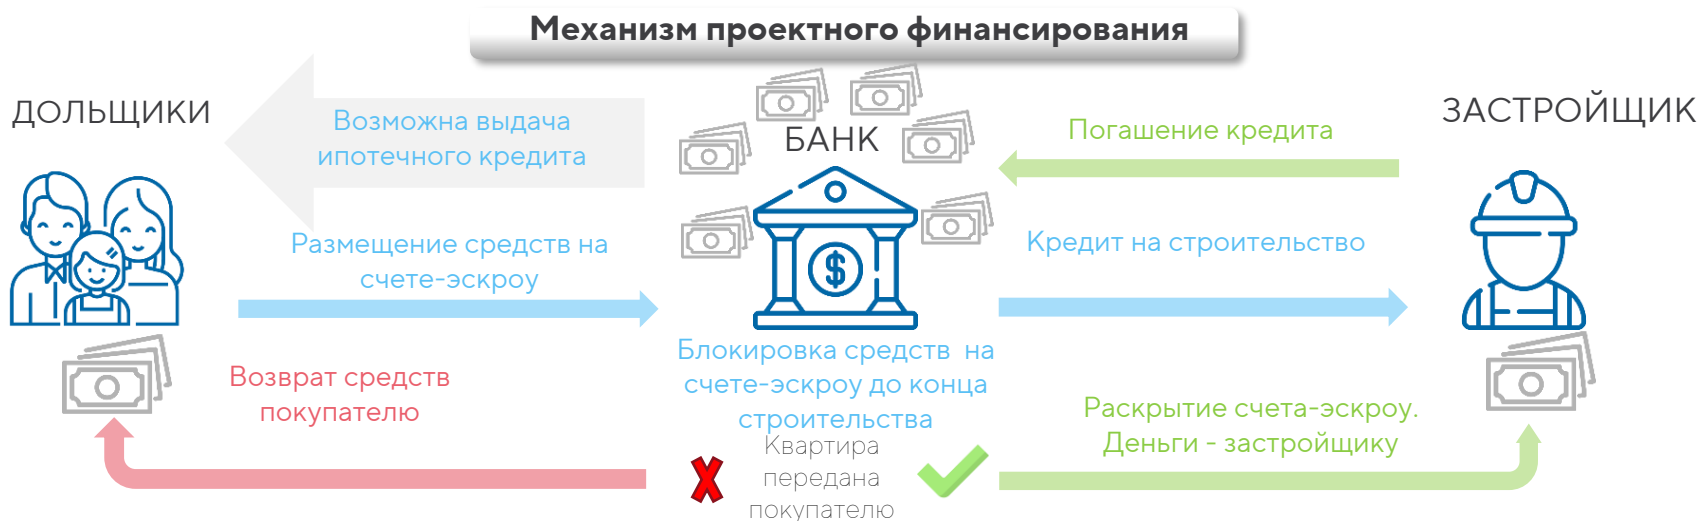 Механизм проектного финансирования
ДОЛЬЩИКИ
Возможна выдача
ипотечного кредита
БАНК
Погашение кредита
ЗАСТРОЙЩИК
Размещение средств на
счете-эскроу
$
Кредит на строительство
Блокировка средств на
счете-эскроу до конца
строительства
Возврат средств
покупателю
Квартира
передана
покупателю
Раскрытие счета-эскроу.
Деньги - застройщику